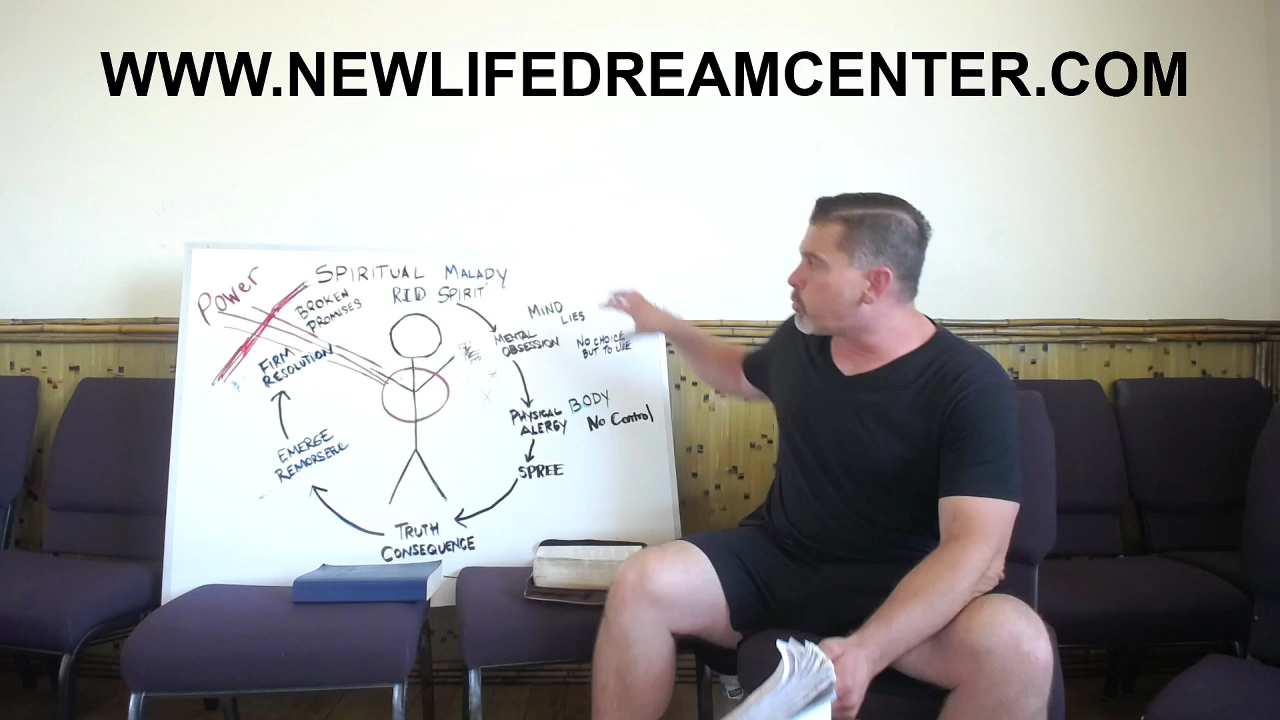 WWW.NEWLIFEDREAMCENTER.COM
Power
SPIRITUAL MALADY
RID SPIRIT
BROKEN
PROMISES
MIND
LIES
MENTAL
OBSESSION
NO CHOICE
BUT TO USE
FIRM
RESOLUTION
PHYSICAL
ALERGY
BODY
No Control
EMERGE
REMORSEFUL
SPREE
TRUTH
CONSEQUENCE